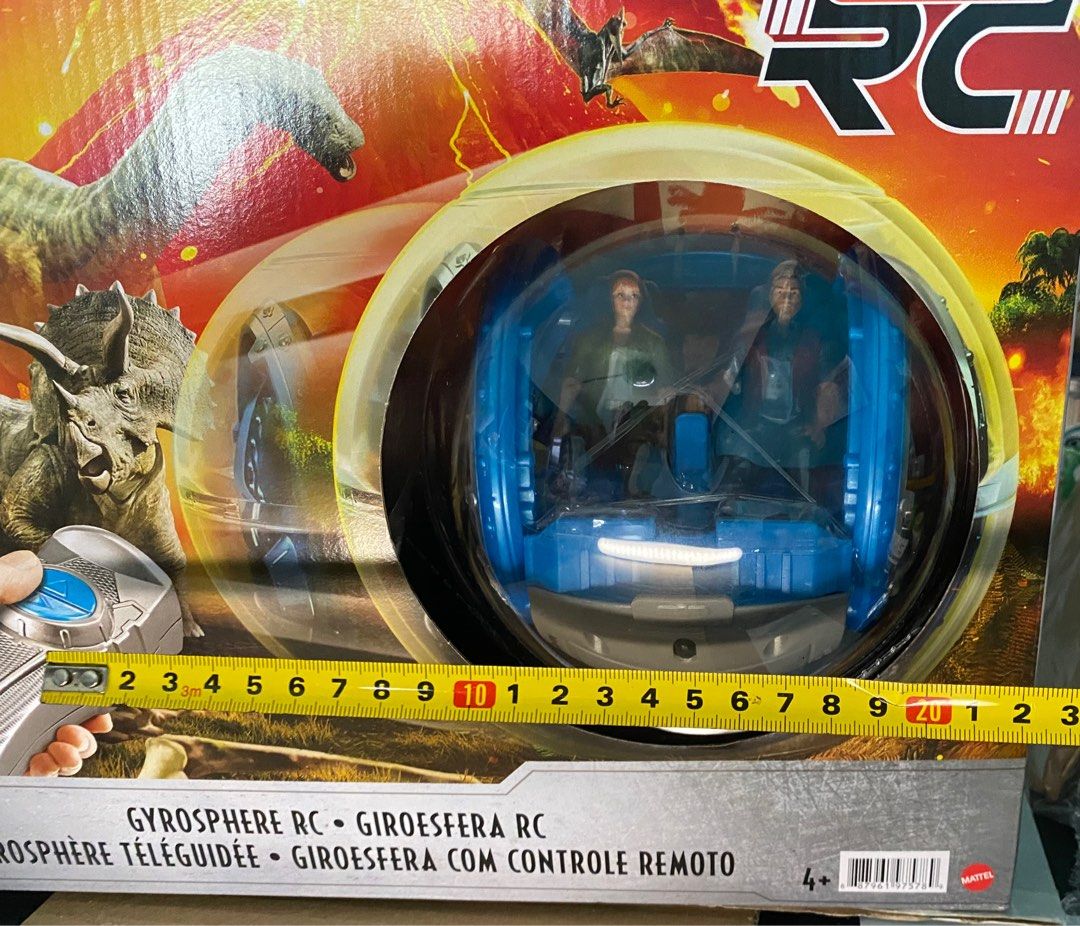 RC
2 3 3m 4 5 6 7 8 9 10 1 2 3 4 5 6 7 8 9 20 1 2 3
GYROSPHERE RC • GIROESFERA RC
ROSPHÈRE TÉLÉGUIDÉE • GIROESFERA COM CONTROLE REMOTO
4+
MATTEL